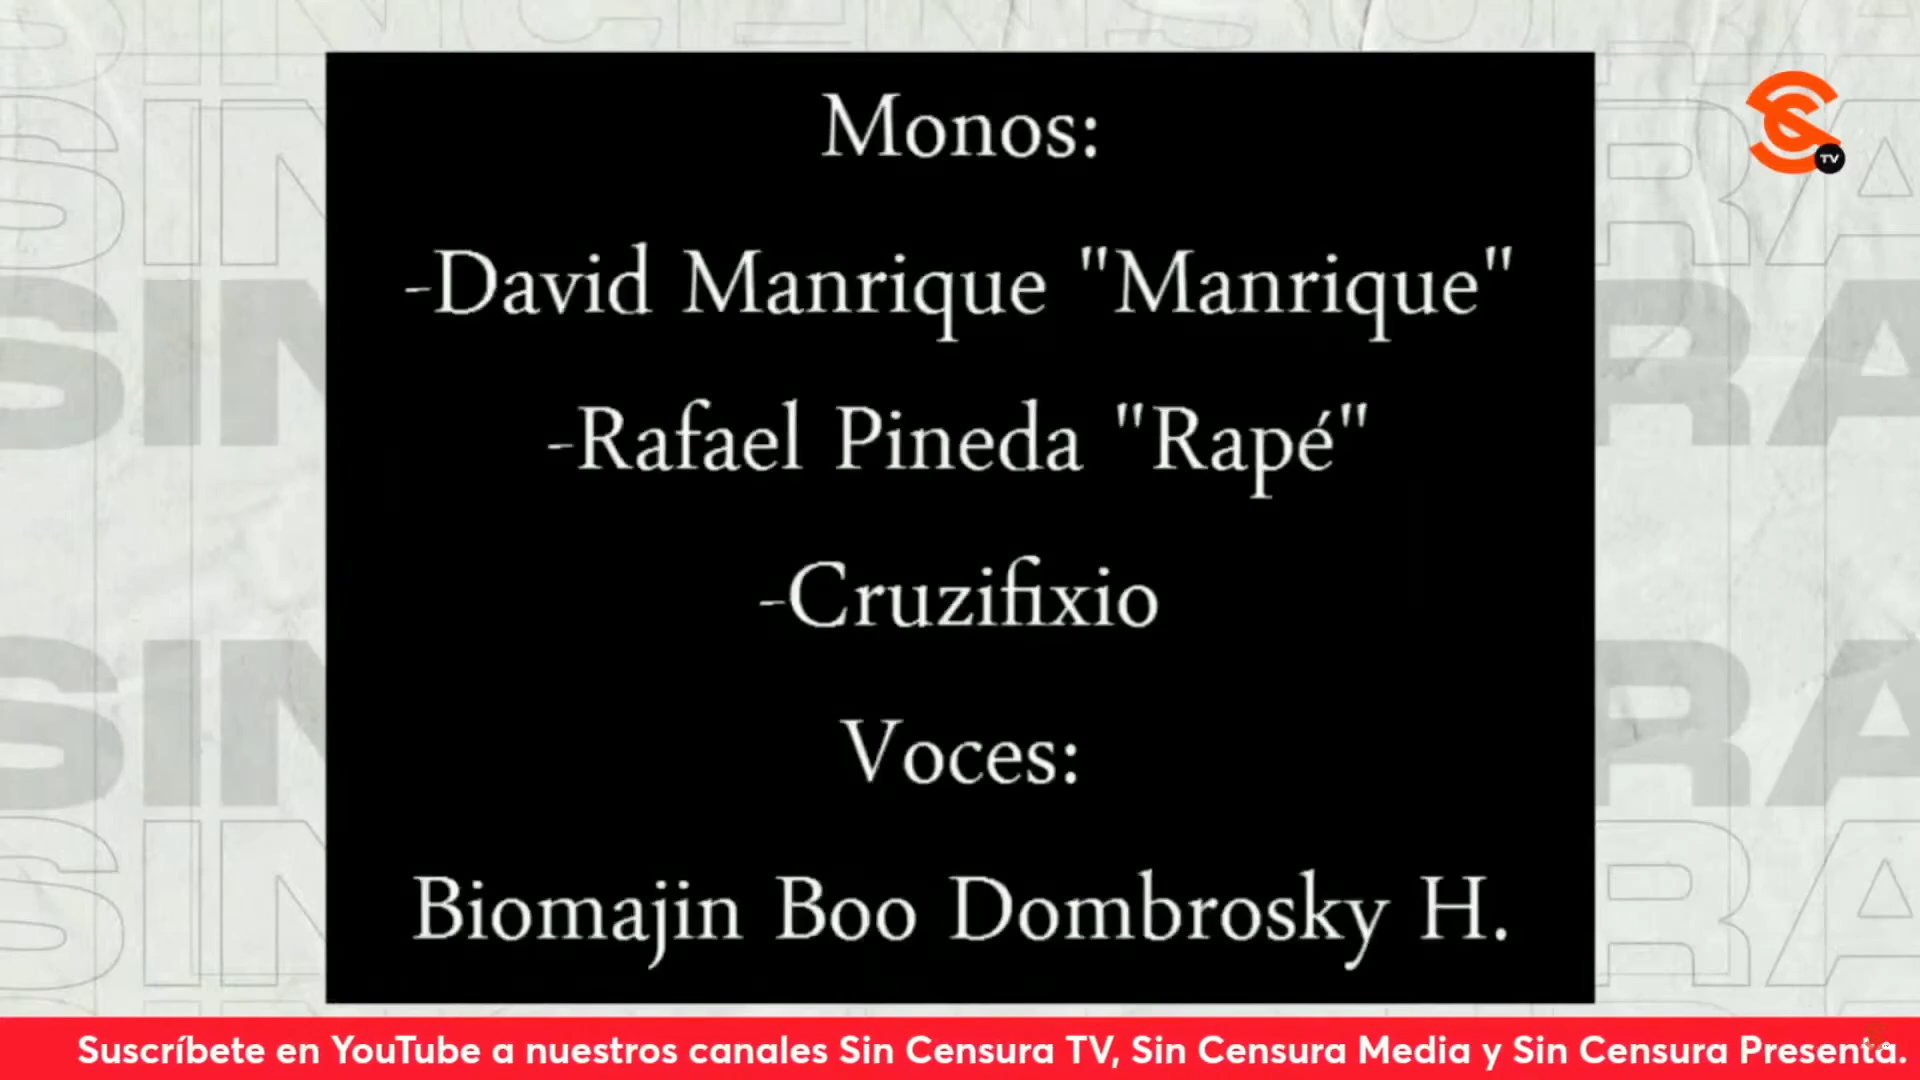 Monos:
-David Manrique "Manrique"
-Rafael Pineda "Rapé"
-Cruzifixio
Voces:
Biomajin Boo Dombrosky H.
TV
Suscríbete en YouTube a nuestros canales Sin Censura TV, Sin Censura Media y Sin Censura Presenta.